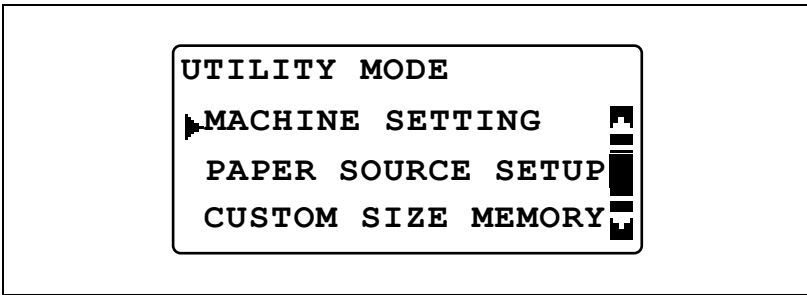 UTILITY MODE
MACHINE SETTING
PAPER SOURCE SETUP
CUSTOM SIZE MEMORY